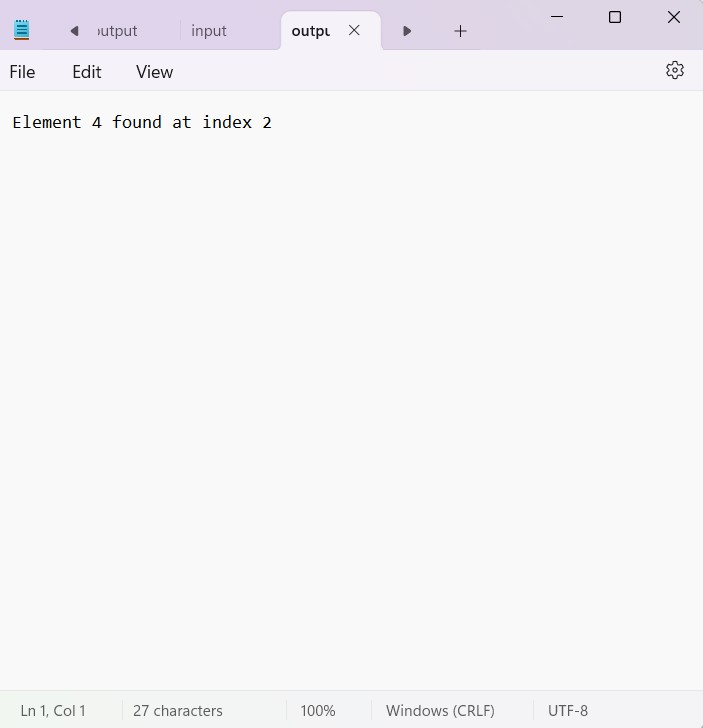 output
input
outpu
File Edit View
Element 4 found at index 2
Ln 1, Col 1 27 characters 100% Windows (CRLF) UTF-8